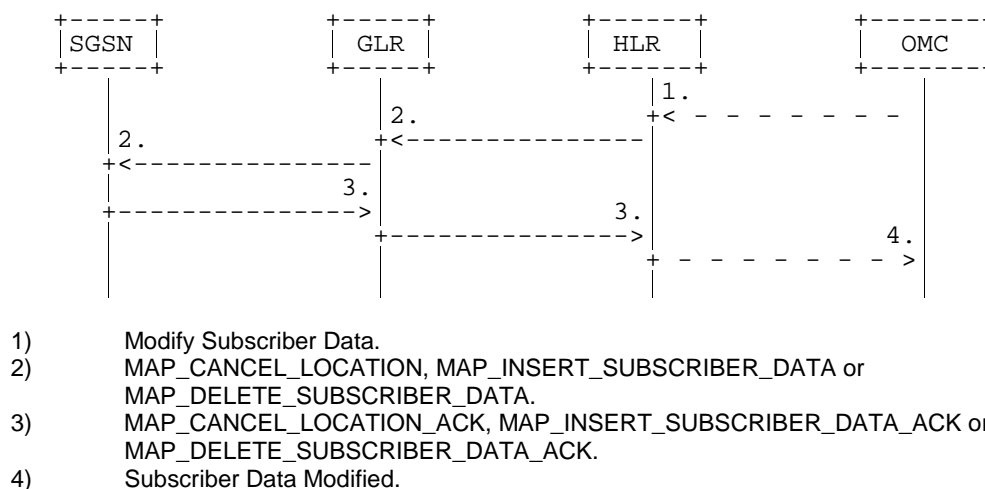 SGSN GLR HLR OMC
1.
2.
2.
3.
3.
4.
1) Modify Subscriber Data.
2) MAP_CANCEL_LOCATION, MAP_INSERT_SUBSCRIBER_DATA or
MAP_DELETE_SUBSCRIBER_DATA.
3) MAP_CANCEL_LOCATION_ACK, MAP_INSERT_SUBSCRIBER_DATA_ACK or
MAP_DELETE_SUBSCRIBER_DATA_ACK.
4) Subscriber Data Modified.